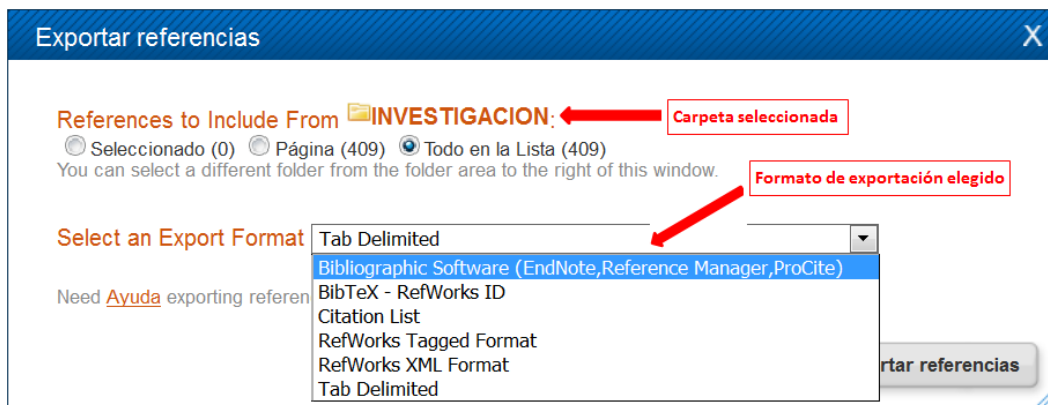 Exportar referencias X
References to Include From INVESTIGACION:
Carpeta seleccionada
Seleccionado (0) Página (409) Todo en la Lista (409)
You can select a different folder from the folder area to the right of this window.
Formato de exportación elegido
Select an Export Format Tab Delimited
Bibliographic Software (EndNote,Reference Manager,ProCite)
Need Ayuda exporting referen
BibTeX - RefWorks ID
Citation List
RefWorks Tagged Format
RefWorks XML Format
rtar referencias
Tab Delimited